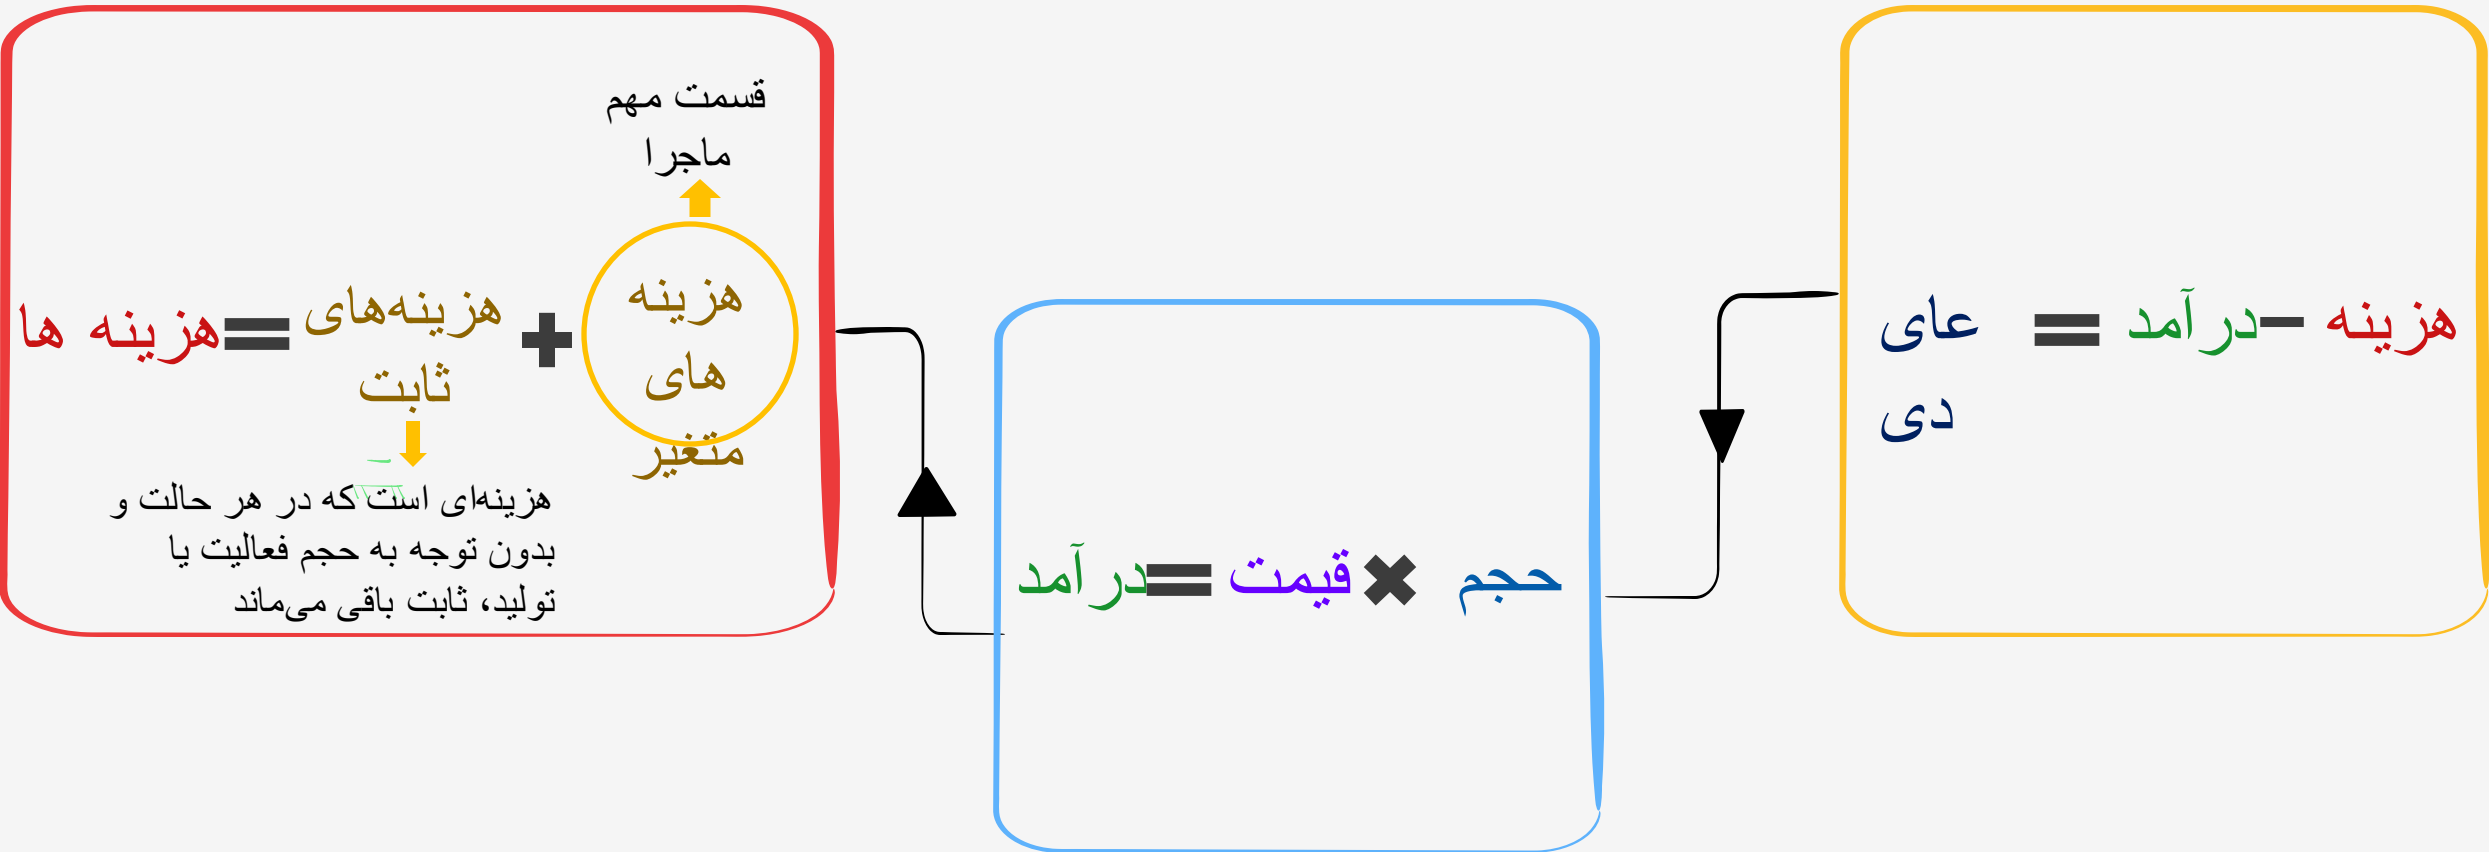 قسمت مهم
ماجرا
هزینه ها = هزینه‌های ثابت + هزینه های متغیر
هزینه‌ای است که در هر حالت و
بدون توجه به حجم فعالیت یا
تولید، ثابت باقی می‌ماند
درآمد = قیمت × حجم
عای
دی
= درآمد − هزینه